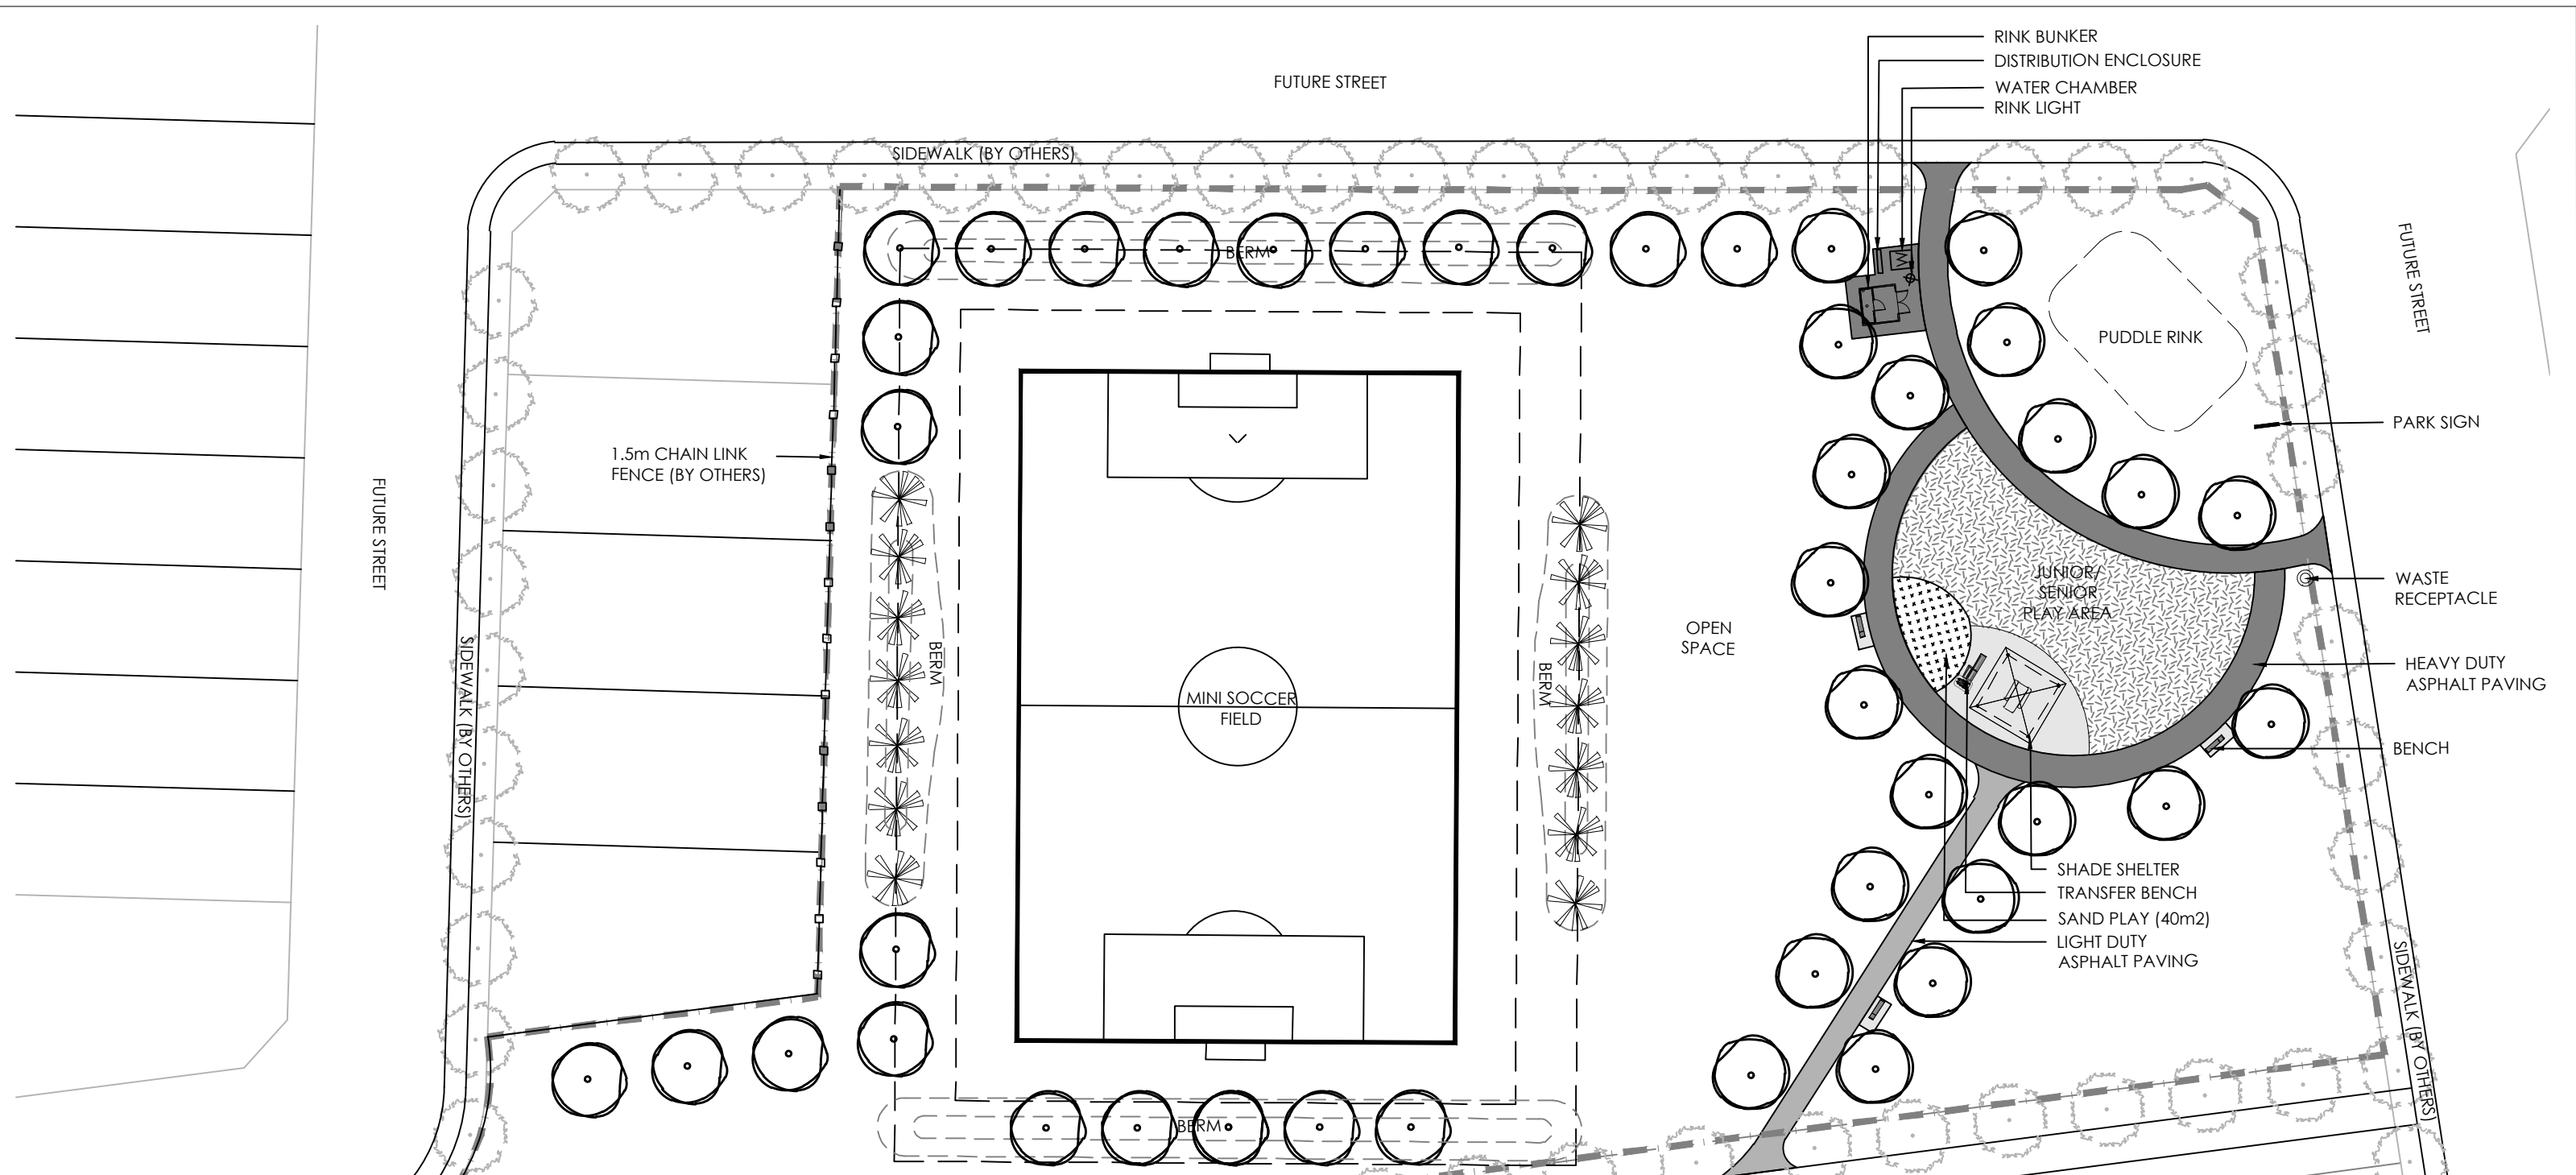 RINK BUNKER
DISTRIBUTION ENCLOSURE
WATER CHAMBER
RINK LIGHT
FUTURE STREET
SIDEWALK (BY OTHERS)
BERM
W
FUTURE STREET
PUDDLE RINK
PARK SIGN
1.5m CHAIN LINK
FENCE (BY OTHERS)
FUTURE STREET
JUNIOR/
SENIOR
PLAY AREA
WASTE
RECEPTACLE
OPEN
SPACE
BERM
BERM
HEAVY DUTY
ASPHALT PAVING
MINI SOCCER
FIELD
SIDEWALK (BY OTHERS)
BENCH
SHADE SHELTER
TRANSFER BENCH
SAND PLAY (40m2)
LIGHT DUTY
ASPHALT PAVING
SIDEWALK (BY OTHERS)
BERM